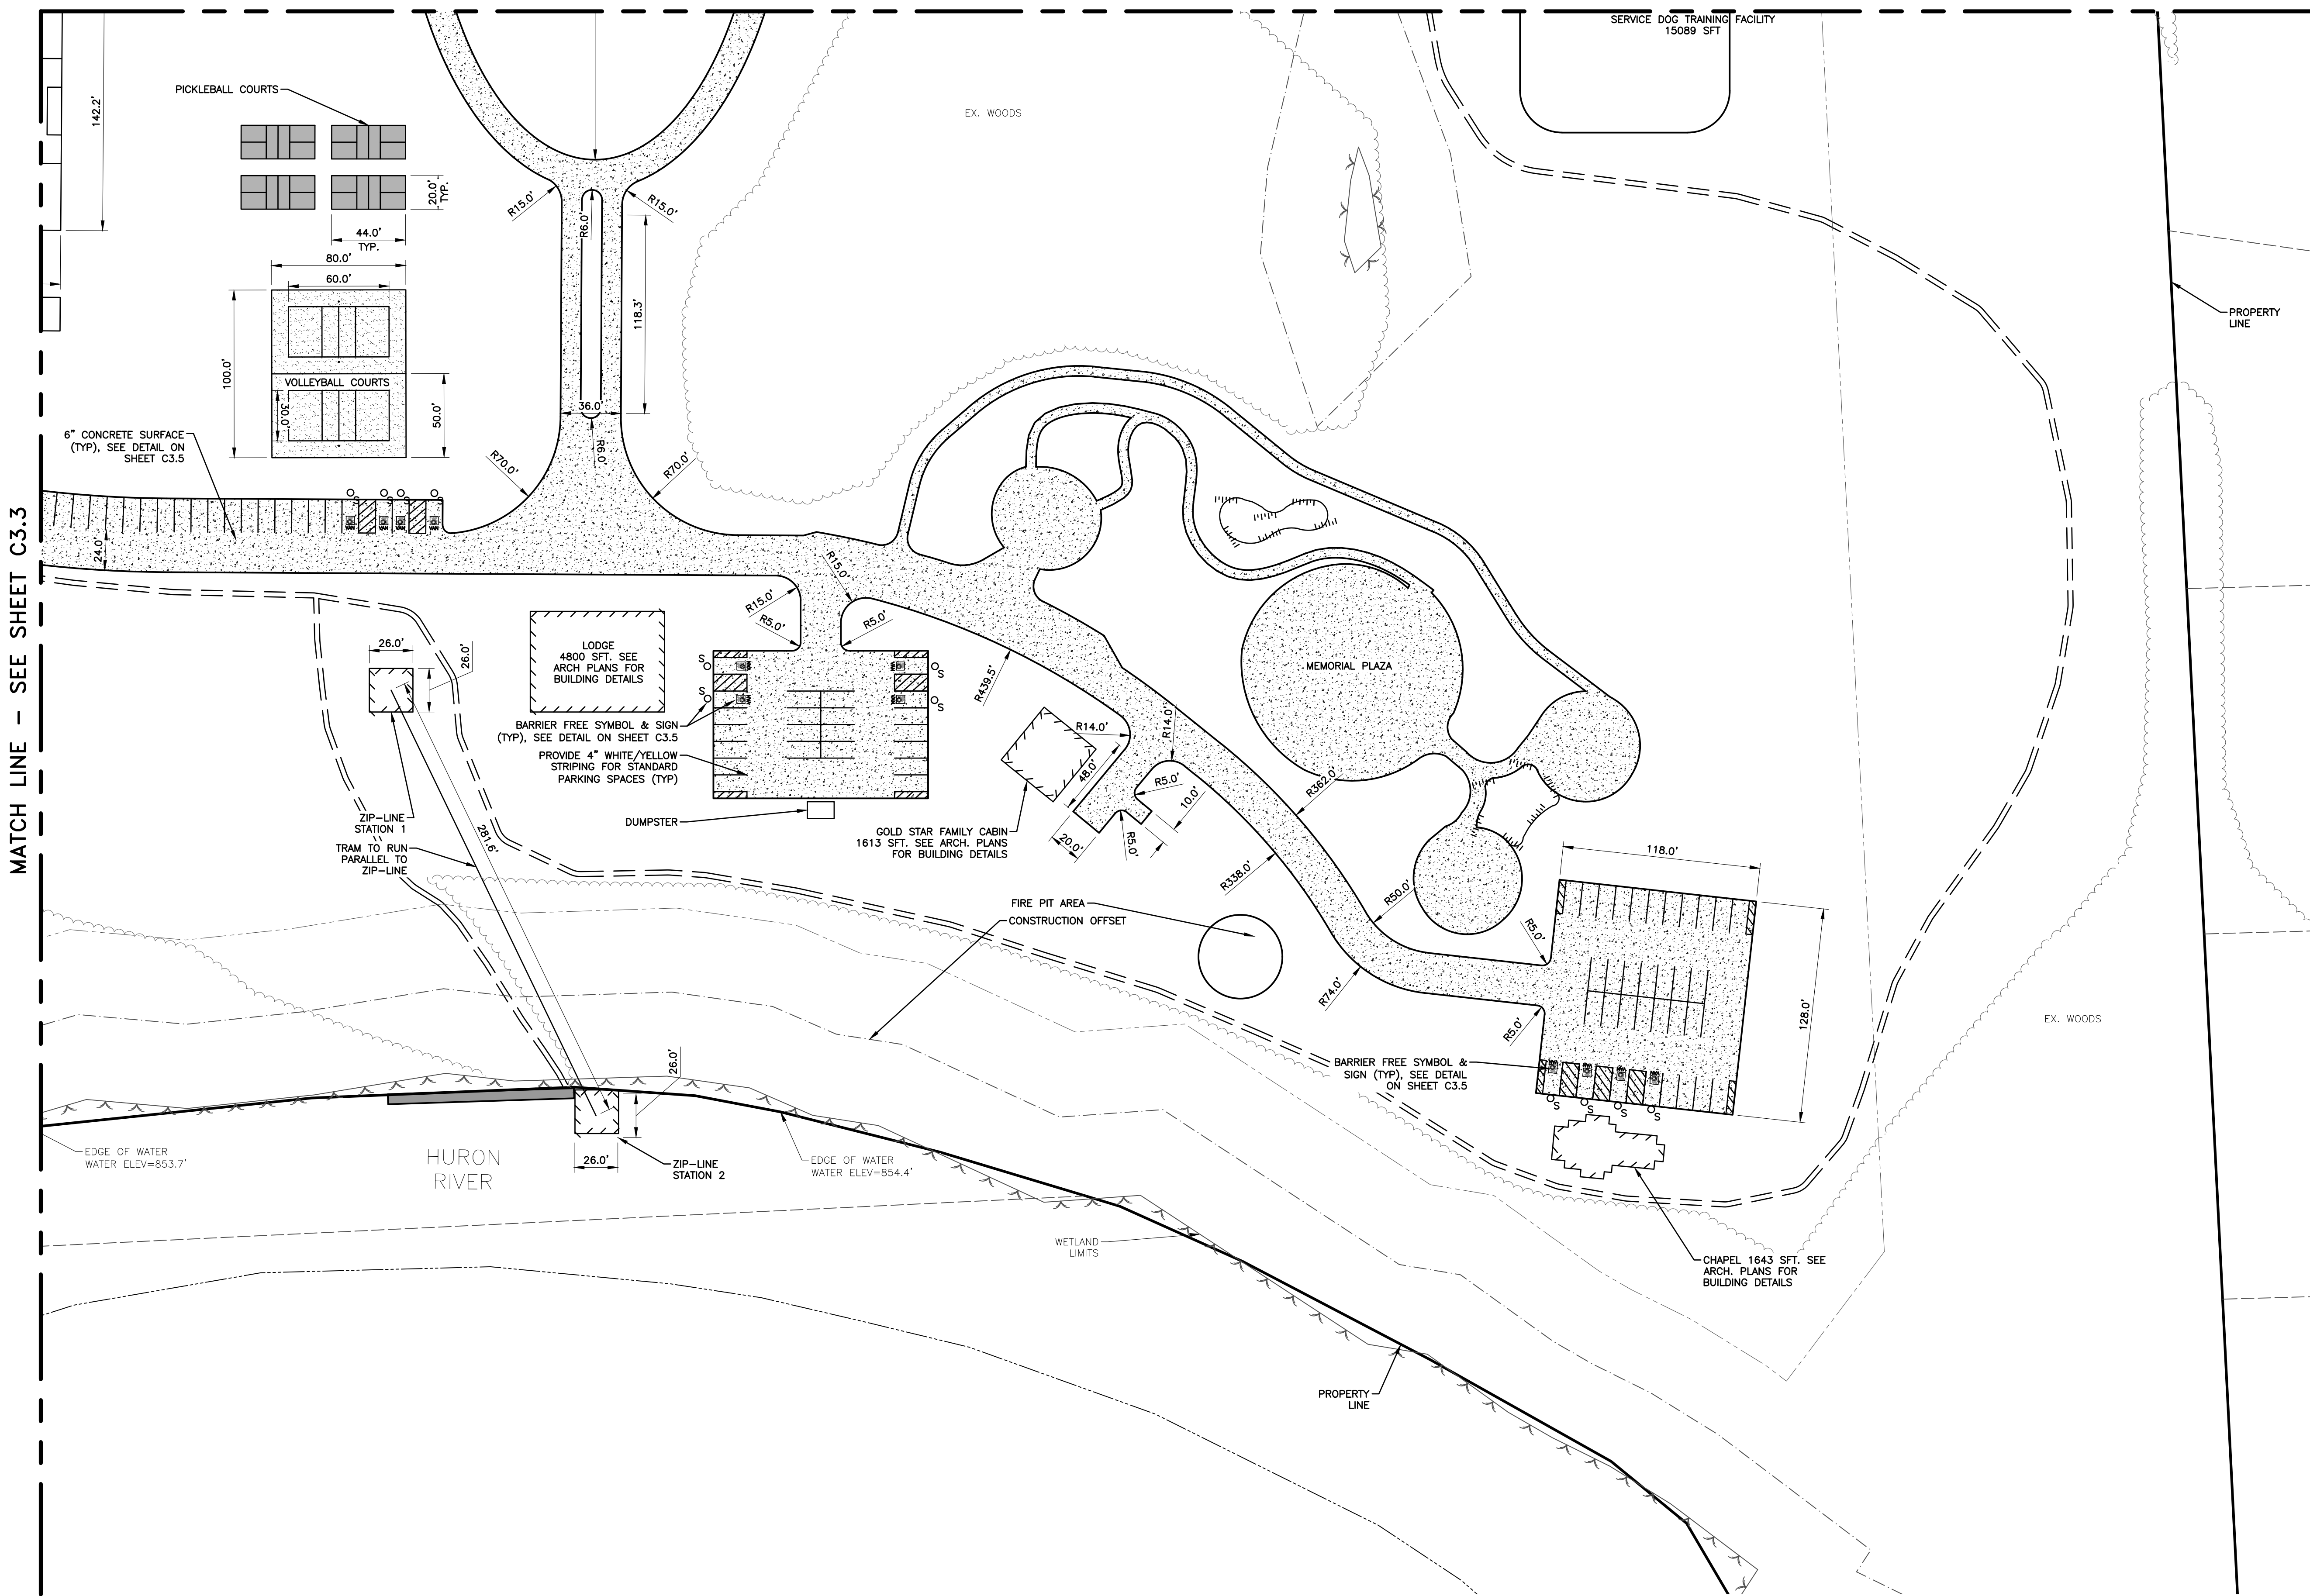 SERVICE DOG TRAINING FACILITY
15089 SFT
142.2'
PICKLEBALL COURTS
EX. WOODS
20.0'
TYP.
44.0'
TYP.
R15.0'
R6.0'
R15.0'
118.3'
80.0'
60.0'
100.0'
VOLLEYBALL COURTS
30.0'
50.0'
36.0'
R6.0'
R70.0'
R70.0'
PROPERTY
LINE
6" CONCRETE SURFACE
(TYP), SEE DETAIL ON
SHEET C3.5
S
S
S
S
24.0'
MATCH LINE - SEE SHEET C3.3
R15.0'
R15.0'
R5.0'
R5.0'
26.0'
26.0'
LODGE
4800 SFT. SEE
ARCH PLANS FOR
BUILDING DETAILS
S
S
S
S
R439.5'
MEMORIAL PLAZA
BARRIER FREE SYMBOL & SIGN
(TYP), SEE DETAIL ON SHEET C3.5
PROVIDE 4" WHITE/YELLOW
STRIPING FOR STANDARD
PARKING SPACES (TYP)
DUMPSTER
R14.0'
R14.0'
48.0'
R5.0'
10.0'
20.0'
R5.0'
R362.0'
GOLD STAR FAMILY CABIN
1613 SFT. SEE ARCH. PLANS
FOR BUILDING DETAILS
ZIP-LINE
STATION 1
TRAM TO RUN
PARALLEL TO
ZIP-LINE
281.6'
R338.0'
118.0'
R50.0'
FIRE PIT AREA
CONSTRUCTION OFFSET
R5.0'
R74.0'
R5.0'
128.0'
EX. WOODS
BARRIER FREE SYMBOL &
SIGN (TYP), SEE DETAIL
ON SHEET C3.5
S
S
S
S
26.0'
26.0'
ZIP-LINE
STATION 2
EDGE OF WATER
WATER ELEV=853.7'
HURON
RIVER
EDGE OF WATER
WATER ELEV=854.4'
WETLAND
LIMITS
CHAPEL 1643 SFT. SEE
ARCH. PLANS FOR
BUILDING DETAILS
PROPERTY
LINE